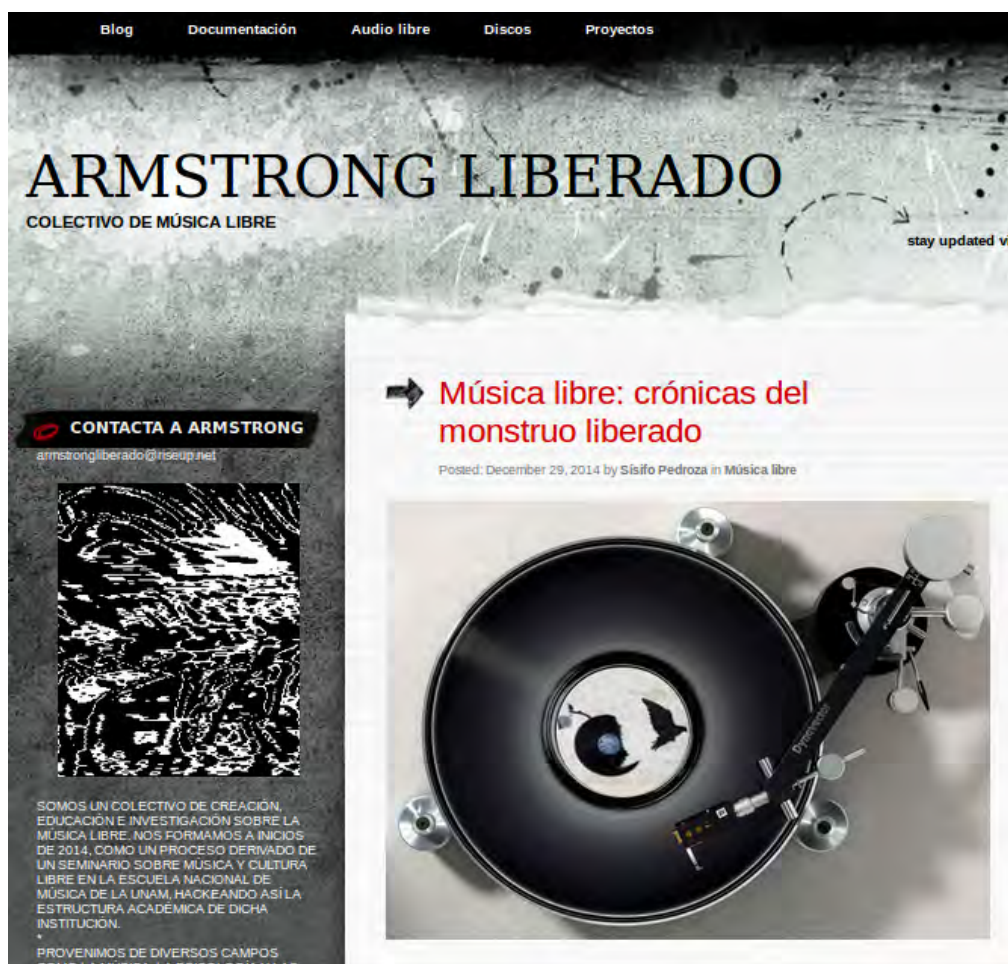 Blog Documentación Audio libre Discos Proyectos
ARMSTRONG LIBERADO
COLECTIVO DE MÚSICA LIBRE
stay updated
CONTACTA A ARMSTRONG
armstrongliberado@riseup.net
SOMOS UN COLECTIVO DE CREACIÓN,
EDUCACIÓN E INVESTIGACIÓN SOBRE LA
MÚSICA LIBRE. NOS FORMAMOS A INICIOS
DE 2014, COMO UN PROCESO DERIVADO DE
UN SEMINARIO SOBRE MÚSICA Y CULTURA
LIBRE EN LA ESCUELA NACIONAL DE
MÚSICA DE LA UNAM, HACKEANDO ASÍ LA
ESTRUCTURA ACADÉMICA DE DICHA
INSTITUCIÓN.
*
PROVENIMOS DE DIVERSOS CAMPOS
Música libre: crónicas del
monstruo liberado
Posted: December 29, 2014 by Sísifo Pedroza in Música libre
Dynavector